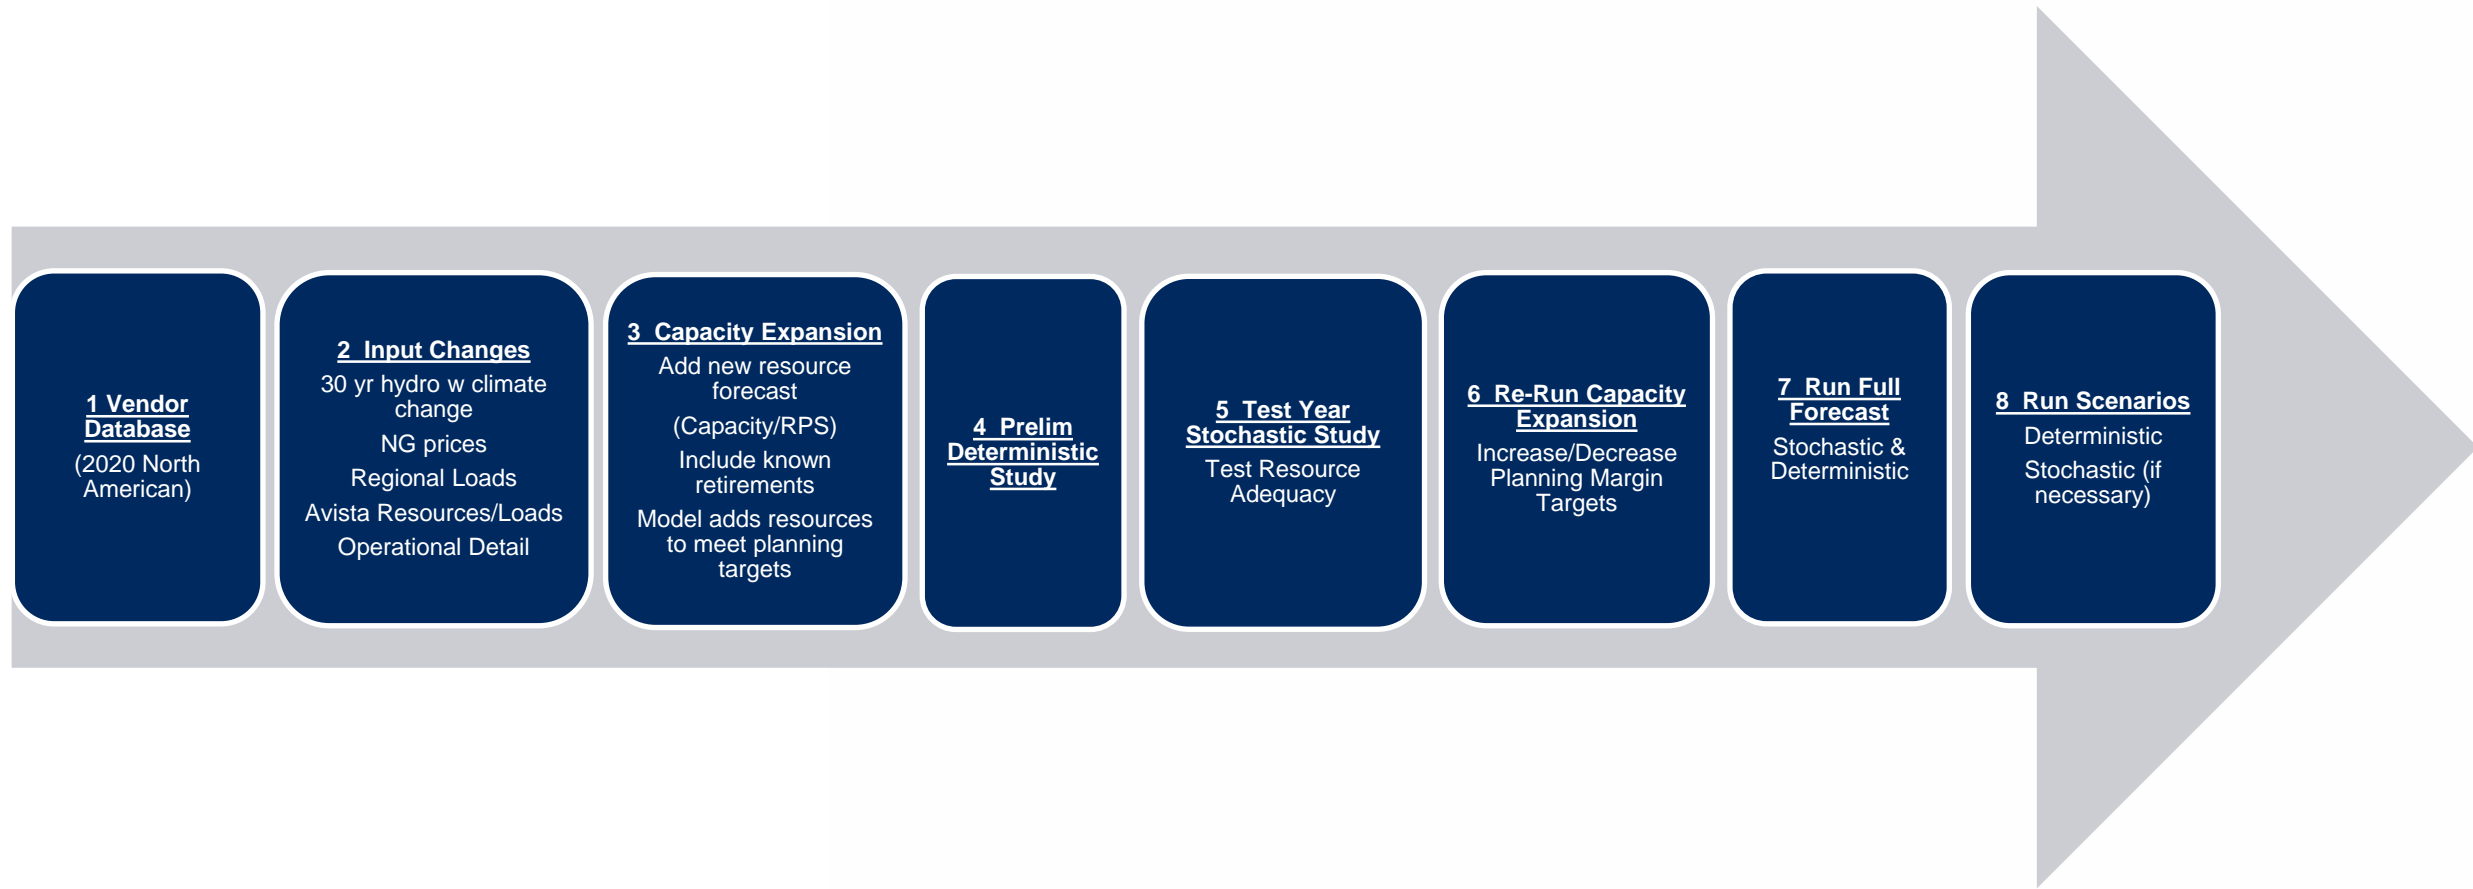 1 Vendor
Database
(2020 North
American)
2  Input Changes
30 yr hydro w climate
change
NG prices
Regional Loads
Avista Resources/Loads
Operational Detail
3  Capacity Expansion
Add new resource
forecast
(Capacity/RPS)
Include known
retirements
Model adds resources
to meet planning
targets
4  Prelim
Deterministic
Study
5  Test Year
Stochastic Study
Test Resource
Adequacy
6  Re-Run Capacity
Expansion
Increase/Decrease
Planning Margin
Targets
7  Run Full
Forecast
Stochastic &
Deterministic
8  Run Scenarios
Deterministic
Stochastic (if
necessary)